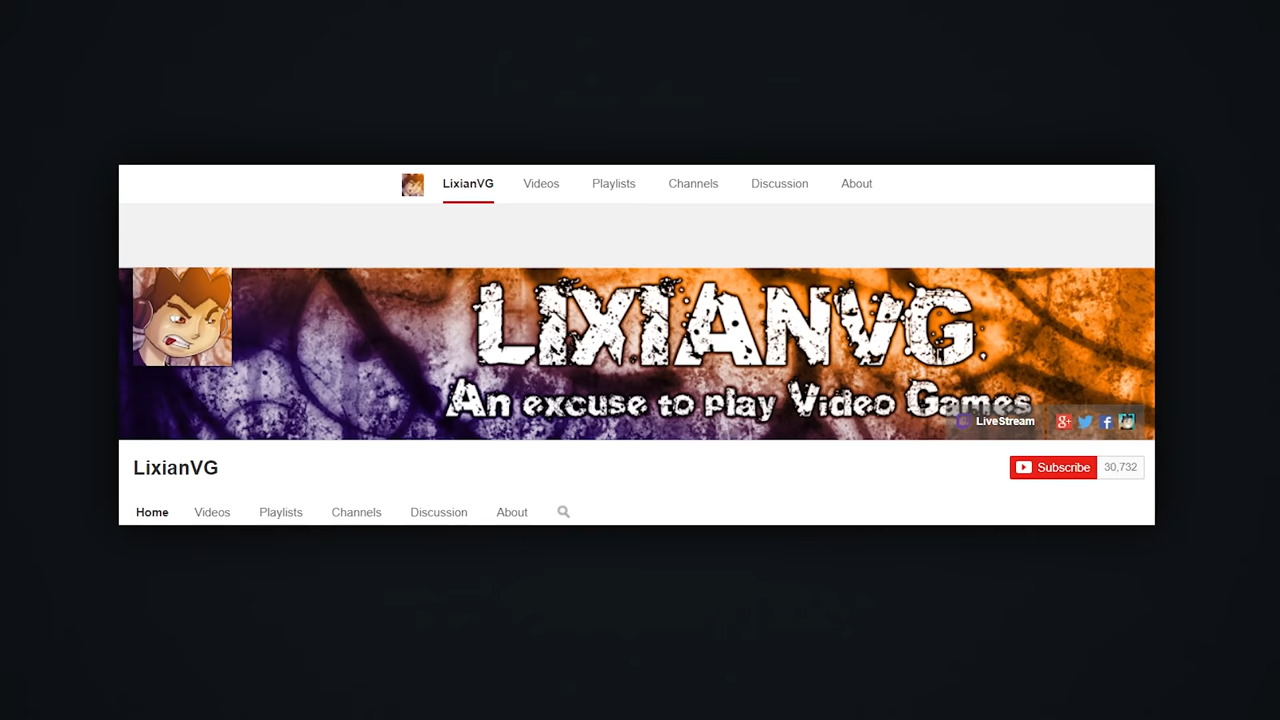 LixianVG Videos Playlists Channels Discussion About
LIXIANVG.
An excuse to play Video Games
LiveStream
LixianVG
Subscribe 30,732
Home Videos Playlists Channels Discussion About